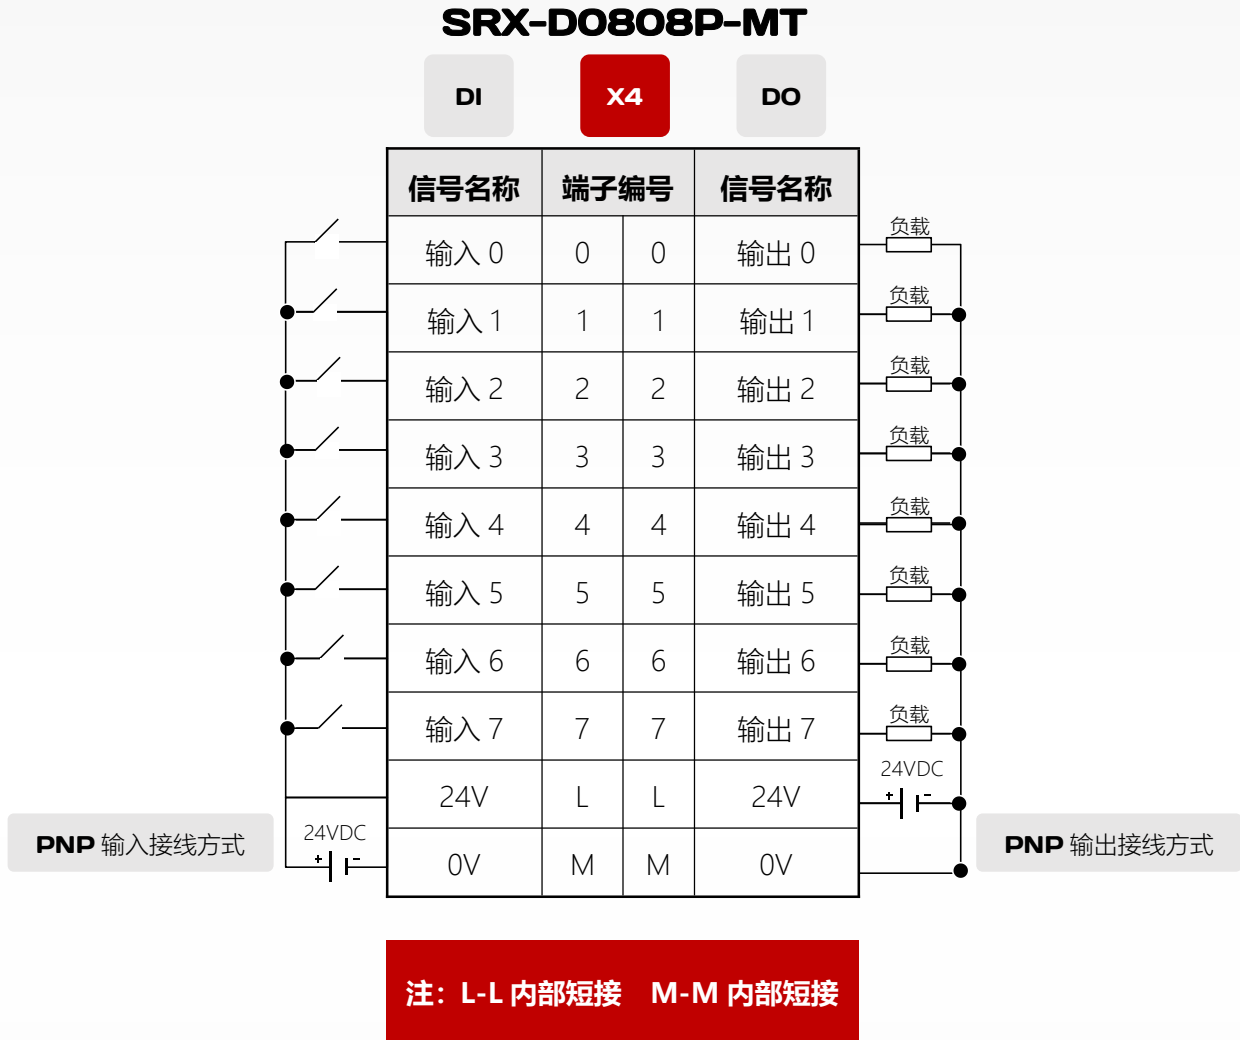 SRX-D0808P-MT
DI X4 DO
信号名称 端子编号 信号名称
输入 0 0 0 输出 0 负载
输入 1 1 1 输出 1 负载
输入 2 2 2 输出 2 负载
输入 3 3 3 输出 3 负载
输入 4 4 4 输出 4 负载
输入 5 5 5 输出 5 负载
输入 6 6 6 输出 6 负载
输入 7 7 7 输出 7 负载
24V L L 24V 24VDC + -
24VDC + - 0V M M 0V
PNP 输入接线方式
PNP 输出接线方式
注：L-L 内部短接 M-M 内部短接